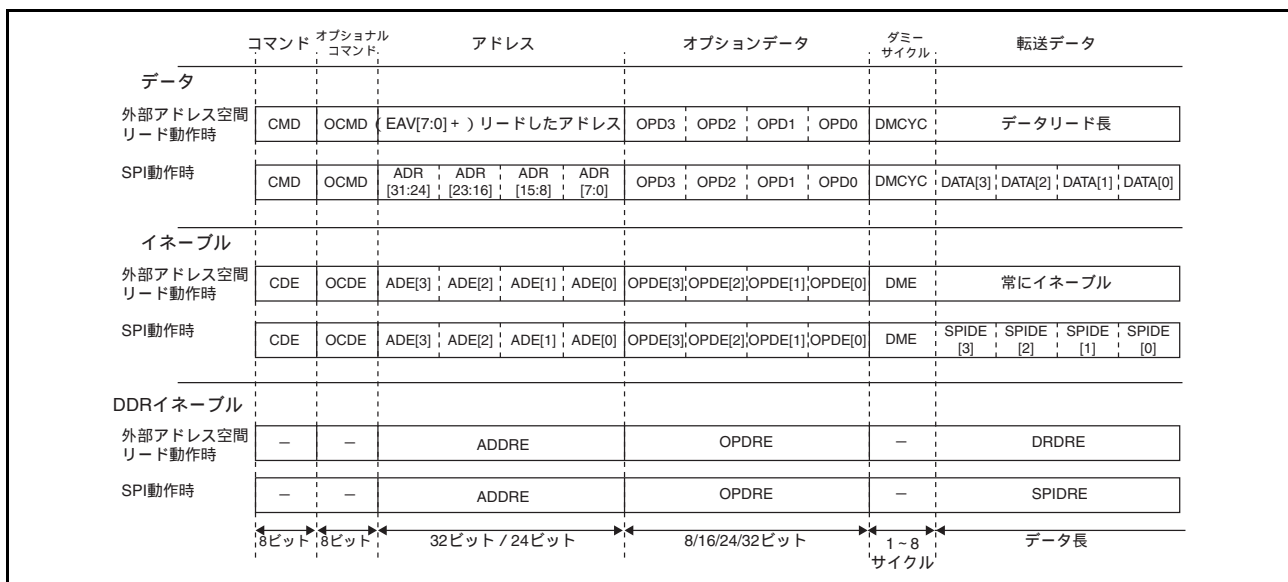 コマンド オプショナルコマンド アドレス オプションデータ ダミーサイクル 転送データ
データ
外部アドレス空間リード動作時 CMD OCMD (EAV[7:0]+)リードしたアドレス OPD3 OPD2 OPD1 OPD0 DMCYC データリード長
SPI動作時 CMD OCMD ADR[31:24] ADR[23:16] ADR[15:8] ADR[7:0] OPD3 OPD2 OPD1 OPD0 DMCYC DATA[3] DATA[2] DATA[1] DATA[0]
イネーブル
外部アドレス空間リード動作時 CDE OCDE ADE[3] ADE[2] ADE[1] ADE[0] OPDE[3] OPDE[2] OPDE[1] OPDE[0] DME 常にイネーブル
SPI動作時 CDE OCDE ADE[3] ADE[2] ADE[1] ADE[0] OPDE[3] OPDE[2] OPDE[1] OPDE[0] DME SPIDE[3] SPIDE[2] SPIDE[1] SPIDE[0]
DDRイネーブル
外部アドレス空間リード動作時 － － ADDRE OPDRE － DRDRE
SPI動作時 － － ADDRE OPDRE － SPIDRE
8ビット 8ビット 32ビット / 24ビット 8/16/24/32ビット 1～8サイクル データ長